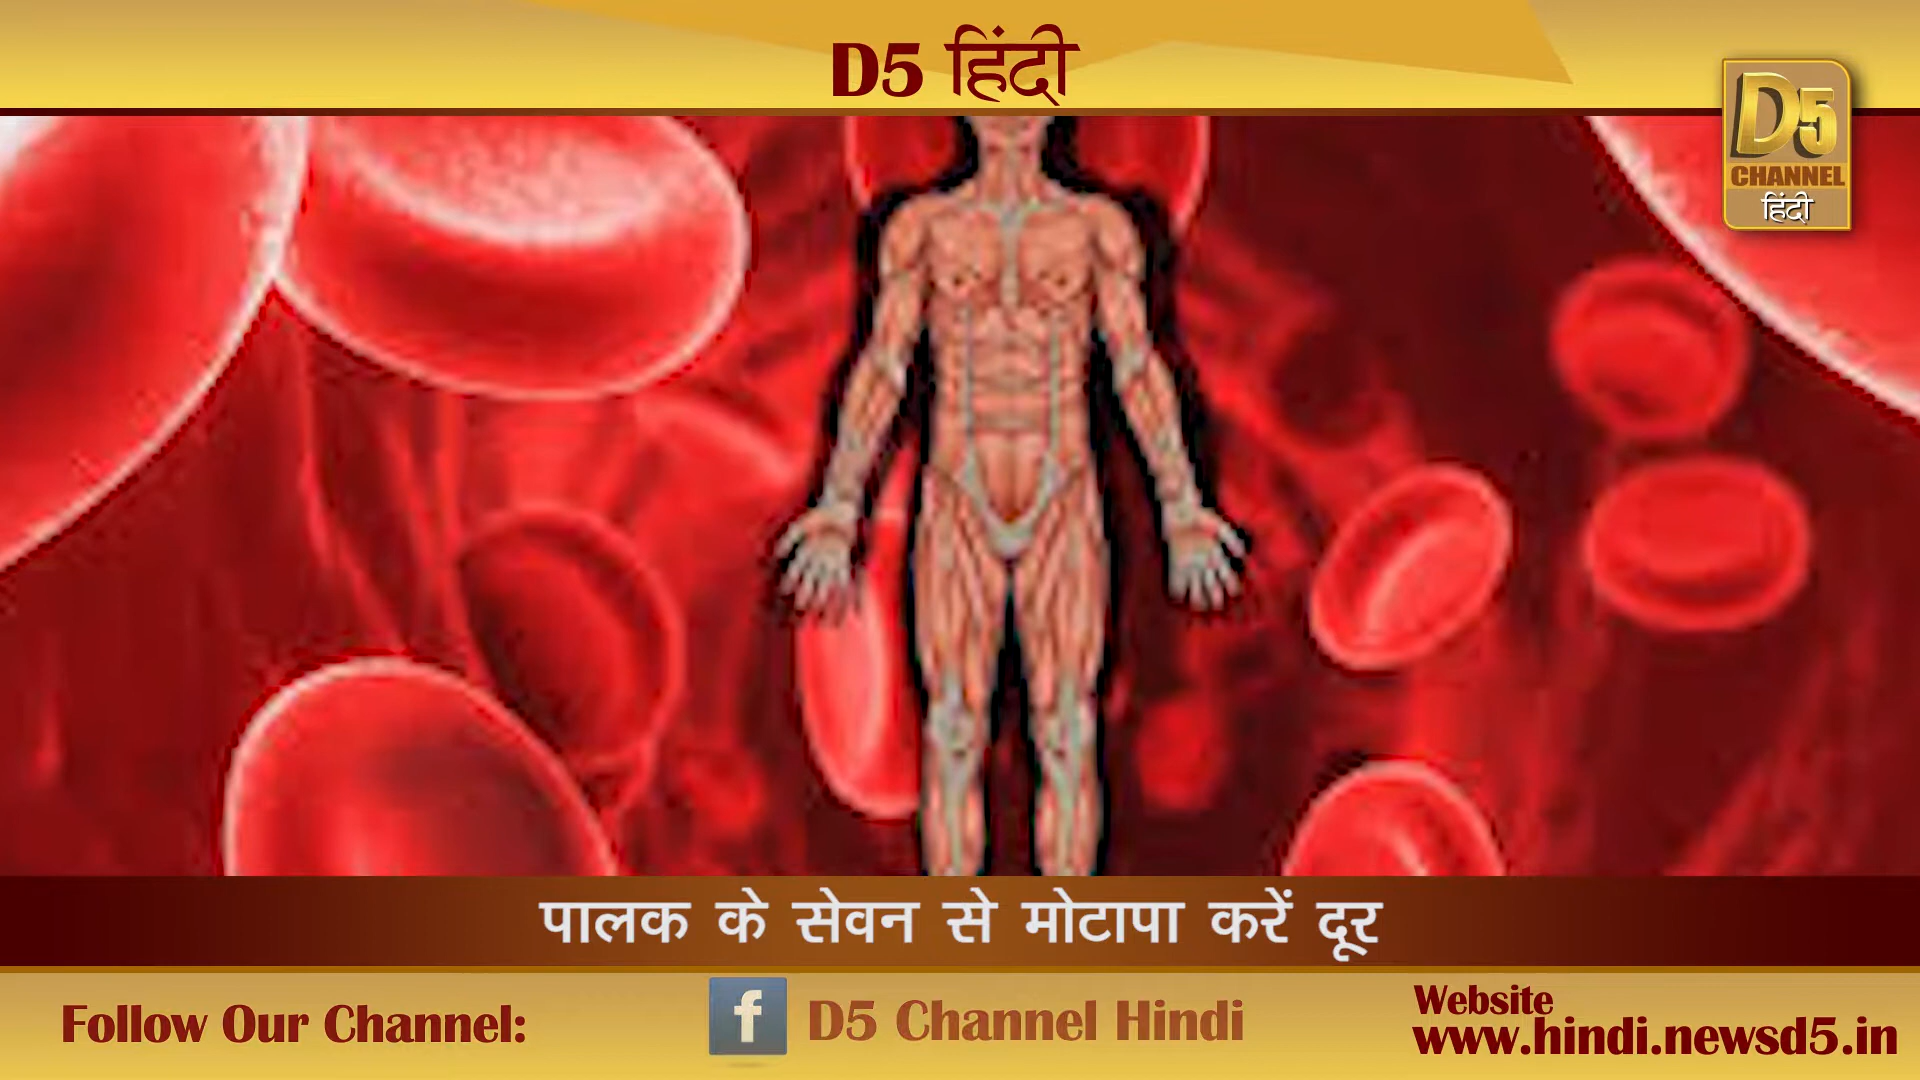 D5 हिंदी
D5
CHANNEL
हिंदी
पालक के सेवन से मोटापा करें दूर
Follow Our Channel:
f D5 Channel Hindi
Website
www.hindi.newsd5.in